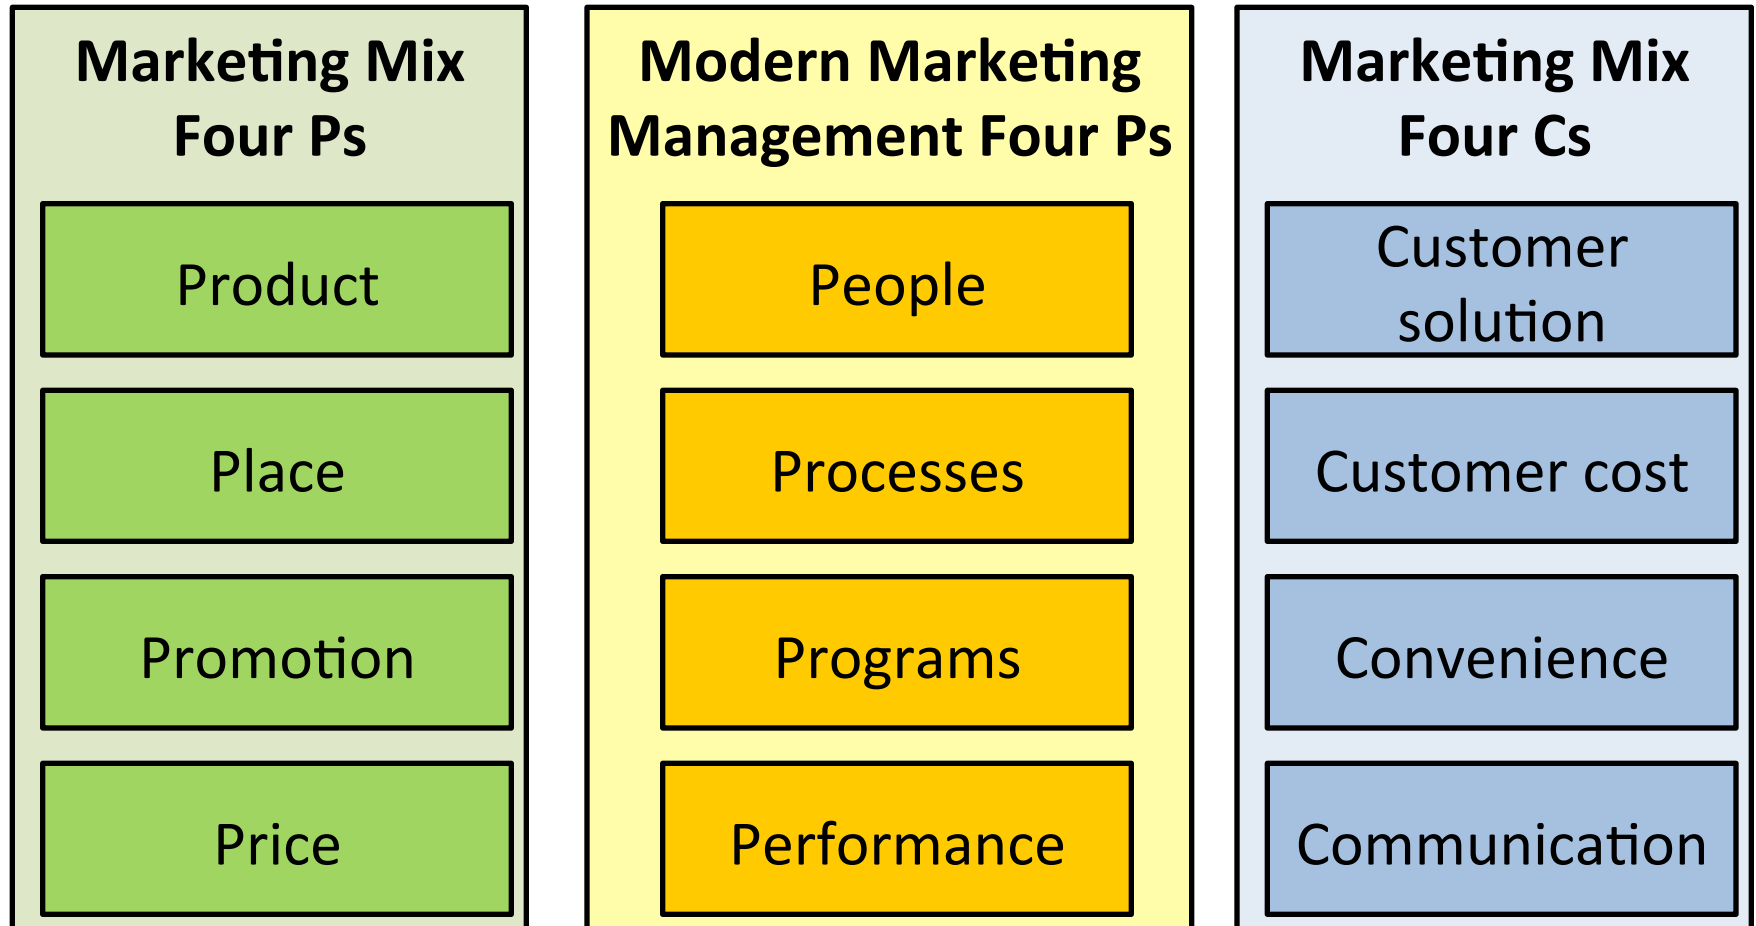 Marketing Mix
Four Ps
Product
Place
Promotion
Price
Modern Marketing
Management Four Ps
People
Processes
Programs
Performance
Marketing Mix
Four Cs
Customer
solution
Customer cost
Convenience
Communication